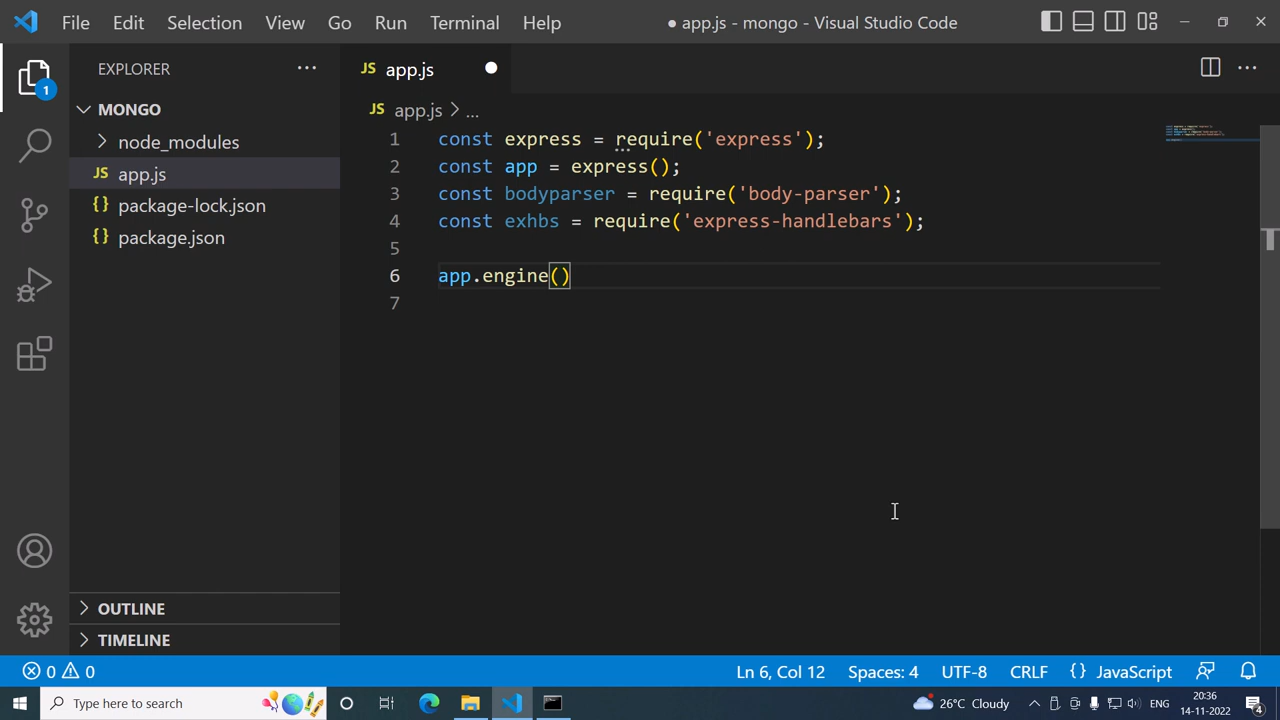 File Edit Selection View Go Run Terminal Help ● app.js - mongo - Visual Studio Code
EXPLORER ···
JS app.js
1
MONGO
JS app.js > ...
node_modules
JS app.js
{} package-lock.json
{} package.json
1 const express = require('express');
2 const app = express();
3 const bodyparser = require('body-parser');
4 const exhbs = require('express-handlebars');
5
6 app.engine()
7
OUTLINE
TIMELINE
0 0 Ln 6, Col 12 Spaces: 4 UTF-8 CRLF {} JavaScript
Type here to search 26°C Cloudy ENG 20:36
14-11-2022 4